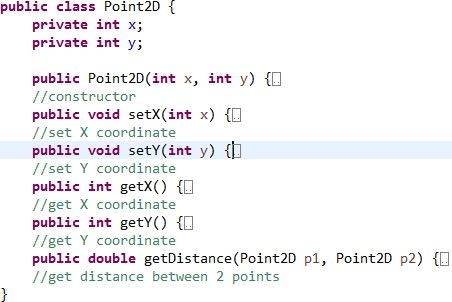 public class Point2D {
private int x;
private int y;
public Point2D(int x, int y) {
//constructor
public void setX(int x) {
//set X coordinate
public void setY(int y) {
//set Y coordinate
public int getX() {
//get X coordinate
public int getY() {
//get Y coordinate
public double getDistance(Point2D p1, Point2D p2) {
//get distance between 2 points
}